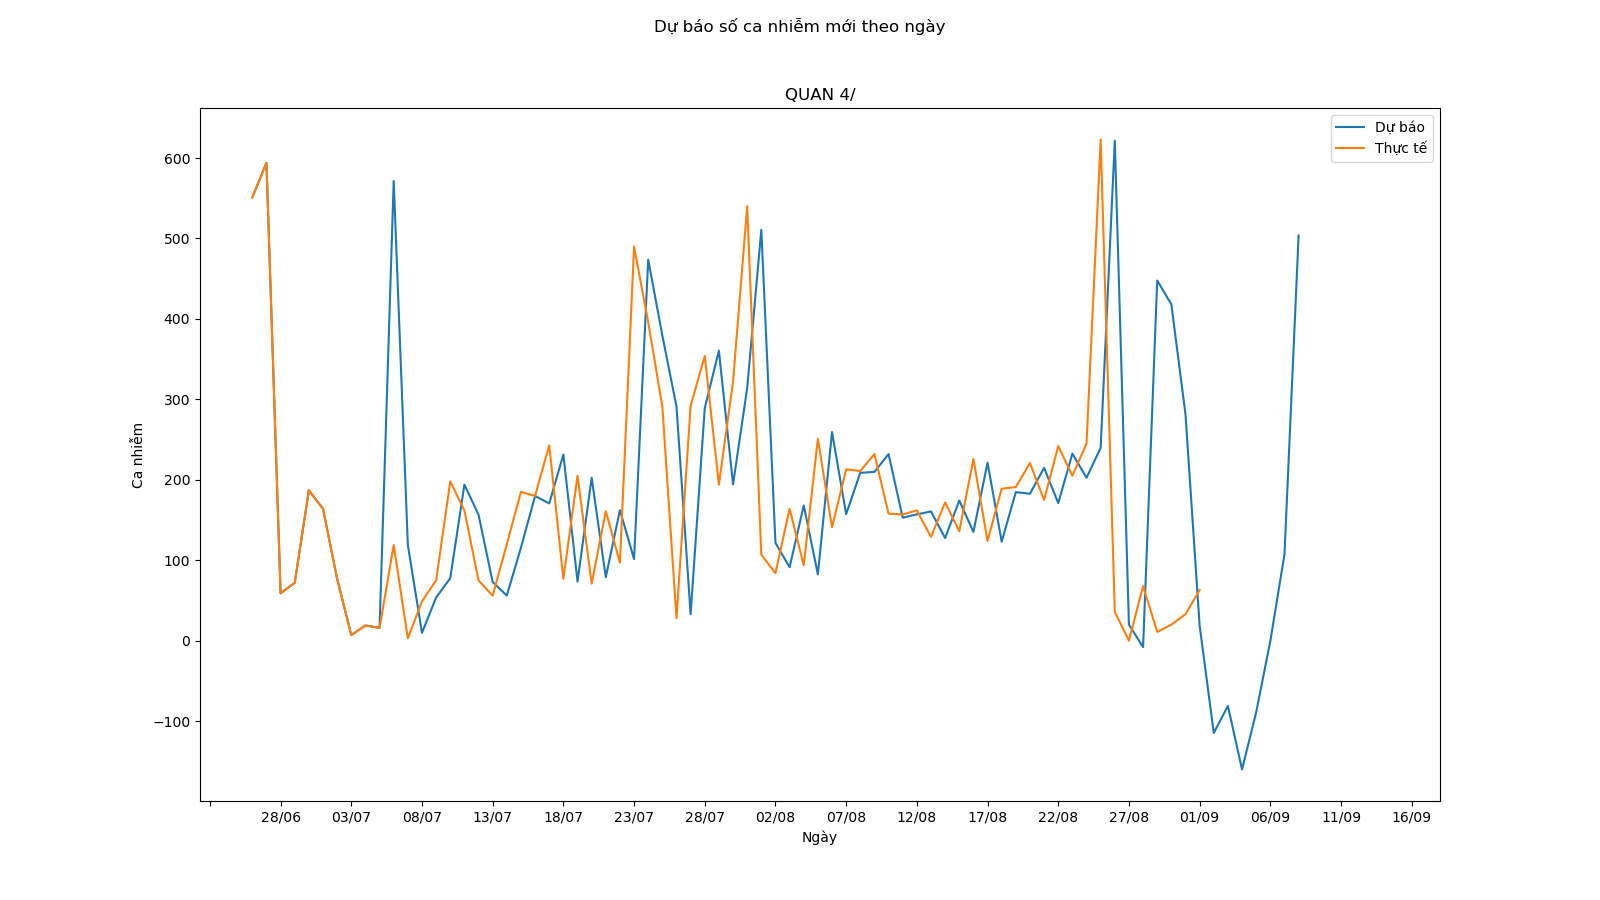 Dự báo số ca nhiễm mới theo ngày
QUAN 4/
Dự báo
Thực tế
600
500
400
300
200
100
0
−100
Ca nhiễm
28/06 03/07 08/07 13/07 18/07 23/07 28/07 02/08 07/08 12/08 17/08 22/08 27/08 01/09 06/09 11/09 16/09
Ngày